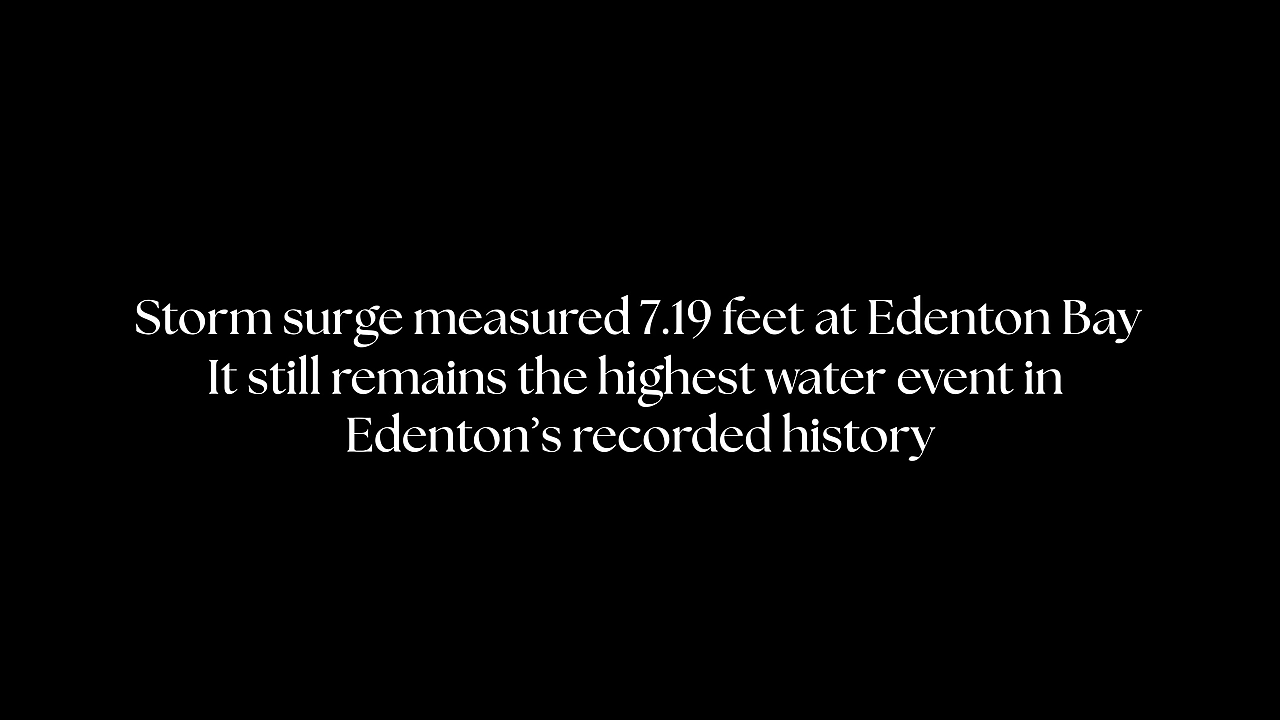 Storm surge measured 7.19 feet at Edenton Bay
It still remains the highest water event in
Edenton’s recorded history